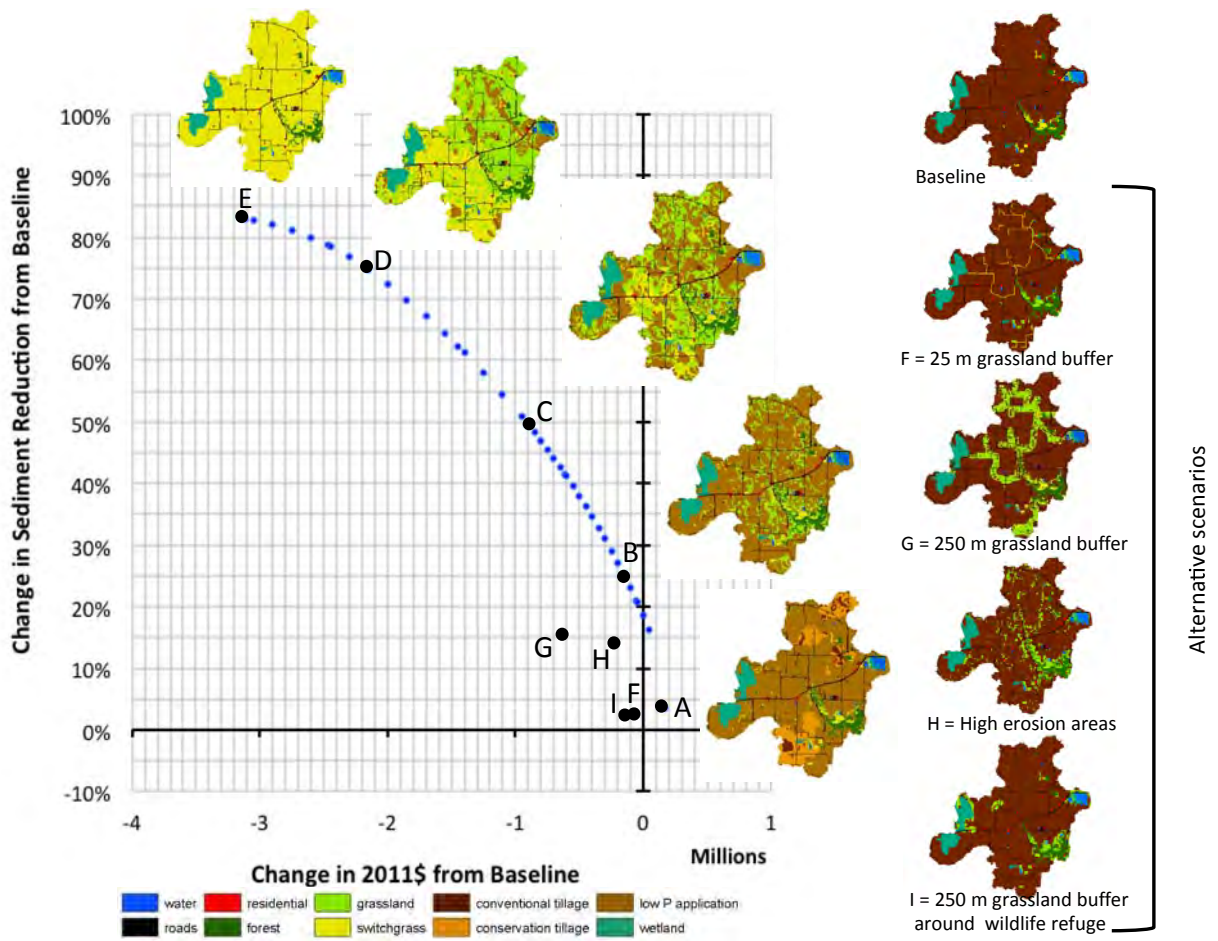 Change in Sediment Reduction from Baseline
100%
90%
80%
70%
60%
50%
40%
30%
20%
10%
0%
-10%
-4
-3
-2
-1
0
1
Millions
Change in 2011$ from Baseline
E
D
C
B
G
H
I
F
A
Baseline
F = 25 m grassland buffer
G = 250 m grassland buffer
H = High erosion areas
I = 250 m grassland buffer
around wildlife refuge
Alternative scenarios
water
residential
grassland
conventional tillage
low P application
roads
forest
switchgrass
conservation tillage
wetland